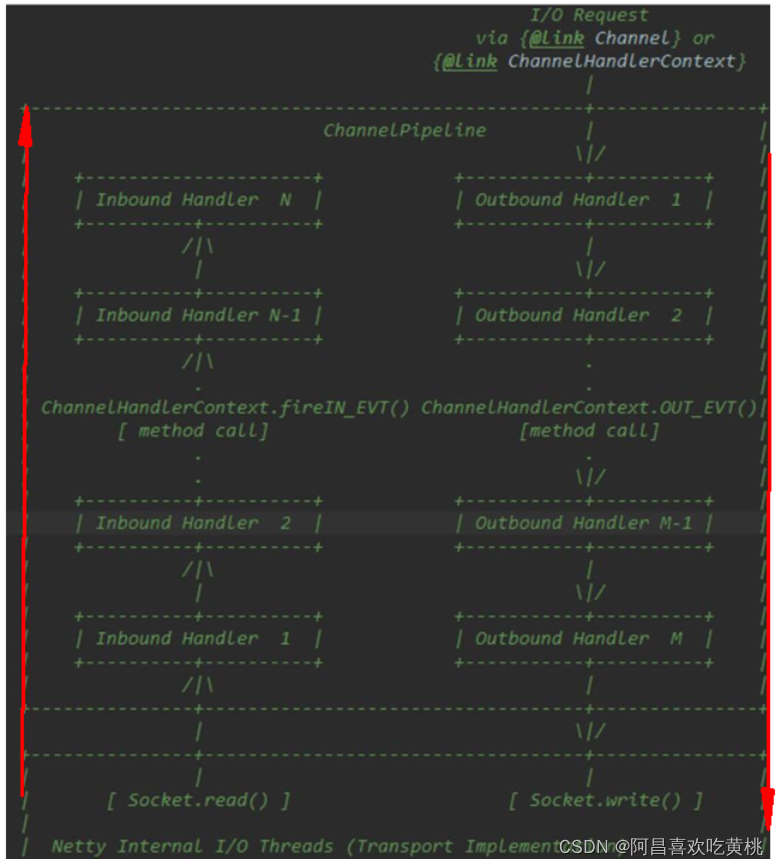 I/O Request
via {@link Channel} or
{@link ChannelHandlerContext}
ChannelPipeline
Inbound Handler N
Outbound Handler 1
Inbound Handler N-1
Outbound Handler 2
ChannelHandlerContext.fireIN_EVT() ChannelHandlerContext.OUT_EVT()
[ method call]
[method call]
Inbound Handler 2
Outbound Handler M-1
Inbound Handler 1
Outbound Handler M
[ Socket.read() ]
[ Socket.write() ]
Netty Internal I/O Threads (Transport
CSDN @阿昌喜欢吃黄桃